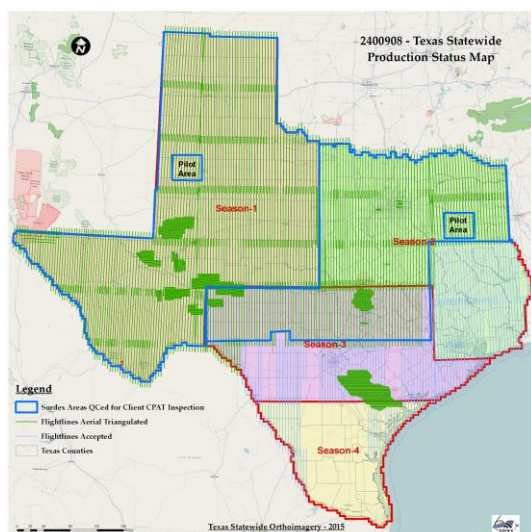 2400908 - Texas Statewide
Production Status Map
Pilot
Area
Season-1
Pilot
Area
Season-2
Season-3
Season-4
Legend
Surdex Areas QCed for Client CPAT Inspection
Flightlines Aerial Triangulated
Flightlines Accepted
Texas Counties
Texas Statewide Orthoimagery - 2015
N